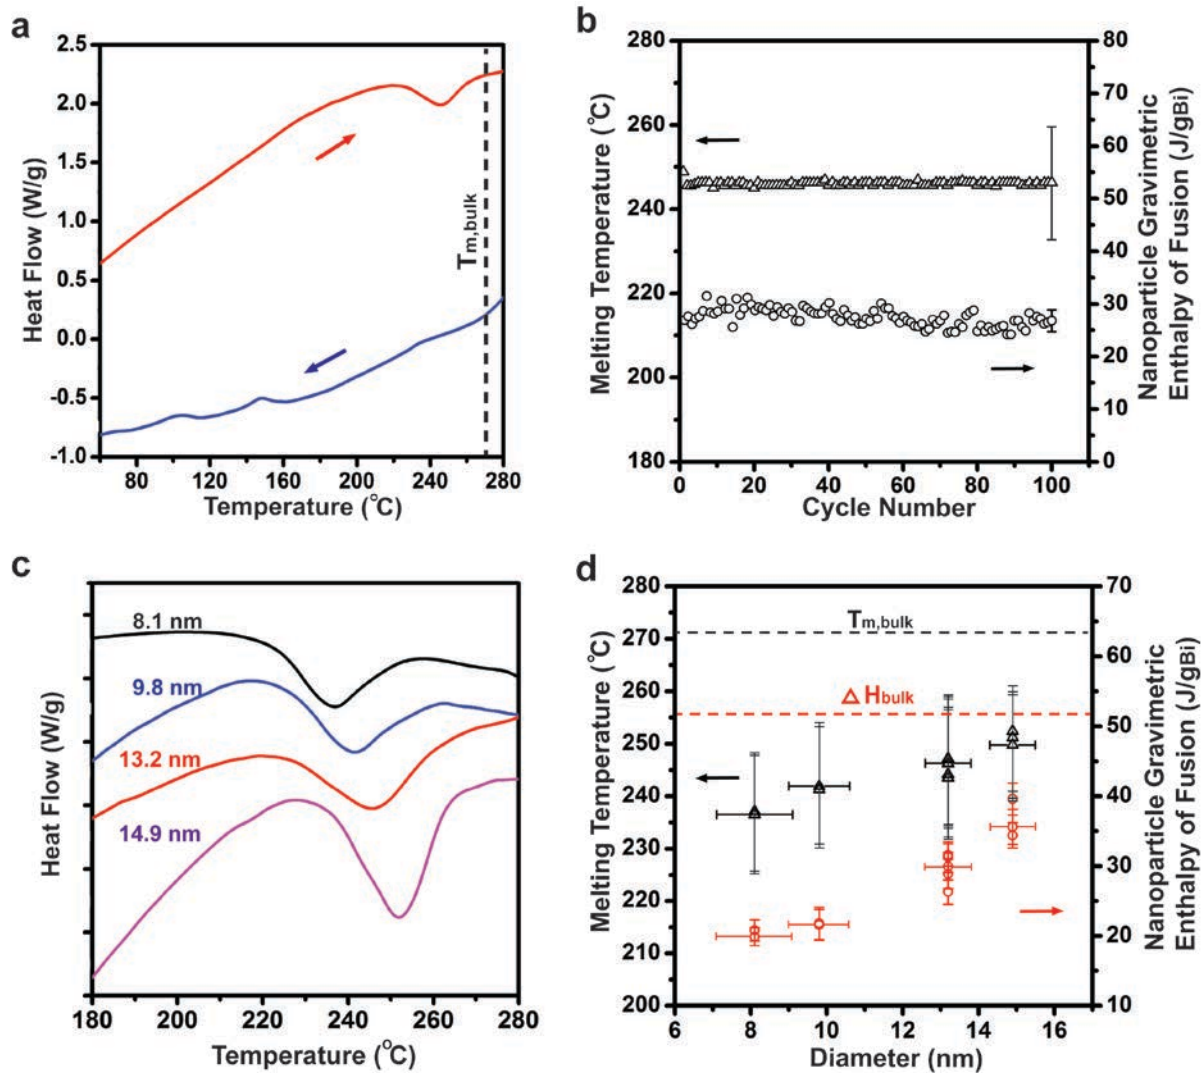 a
2.5
2.0
1.5
1.0
0.5
0.0
-0.5
-1.0
Heat Flow (W/g)
Tm,bulk
80 120 160 200 240 280
Temperature (°C)
b
280
260
240
220
200
180
Melting Temperature (°C)
80
70
60
50
40
30
20
10
0
Nanoparticle Gravimetric
Enthalpy of Fusion (J/gBi)
0 20 40 60 80 100
Cycle Number
c
8.1 nm
9.8 nm
13.2 nm
14.9 nm
Heat Flow (W/g)
180 200 220 240 260 280
Temperature (°C)
d
280
270
260
250
240
230
220
210
200
Melting Temperature (°C)
Tm,bulk
Δ Hbulk
70
60
50
40
30
20
10
Nanoparticle Gravimetric
Enthalpy of Fusion (J/gBi)
6 8 10 12 14 16
Diameter (nm)